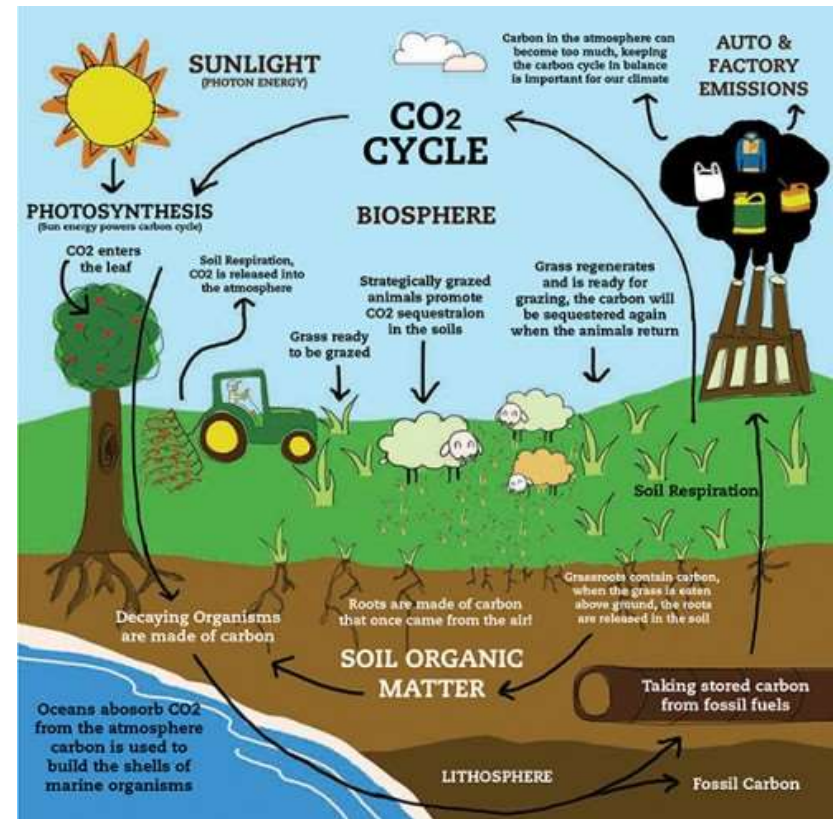 SUNLIGHT
(PHOTON ENERGY)
Carbon in the atmosphere can
become too much, keeping
the carbon cycle in balance
is important for our climate
AUTO &
FACTORY
EMISSIONS
CO2
CYCLE
PHOTOSYNTHESIS
(Sun energy powers carbon cycle)
BIOSPHERE
CO2 enters
the leaf
Soil Respiration,
CO2 is released into
the atmosphere
Strategically grazed
animals promote
CO2 sequestraion
in the soils
Grass regenerates
and is ready for
grazing, the carbon will
be sequestered again
when the animals return
Grass ready
to be grazed
Soil Respiration
Decaying Organisms
are made of carbon
Roots are made of carbon
that once came from the air!
Grassroots contain carbon,
when the grass is eaten
above ground, the roots
are released in the soil
SOIL ORGANIC
MATTER
Taking stored carbon
from fossil fuels
Oceans abosorb CO2
from the atmosphere
carbon is used to
build the shells of
marine organisms
LITHOSPHERE
Fossil Carbon